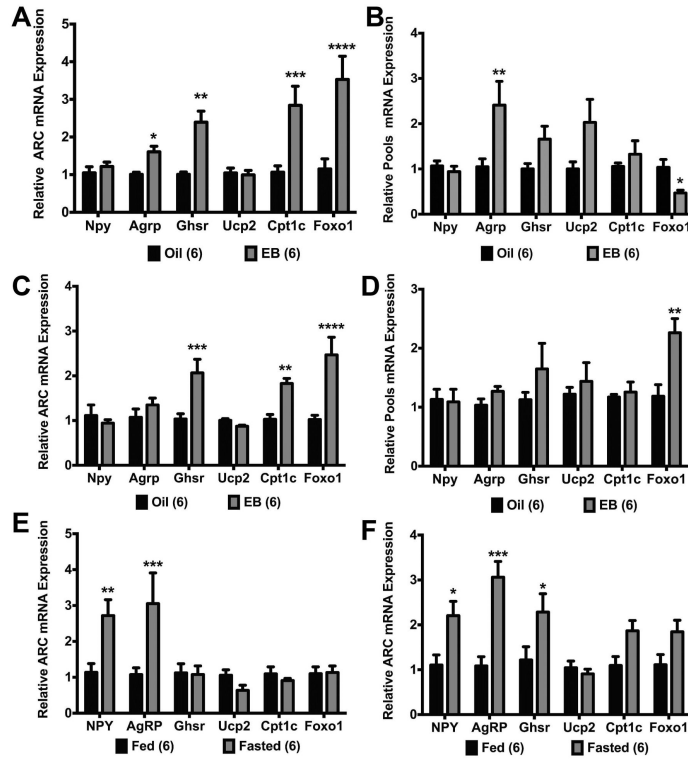 A
Relative ARC mRNA Expression
5
4
3
2
1
0
* ** *** ****
Npy Agrp Ghsr Ucp2 Cpt1c Foxo1
Oil (6) EB (6)
B
Relative Pools mRNA Expression
4
3
2
1
0
** *
Npy Agrp Ghsr Ucp2 Cpt1c Foxo1
Oil (6) EB (6)
C
Relative ARC mRNA Expression
4
3
2
1
0
*** ** ****
Npy Agrp Ghsr Ucp2 Cpt1c Foxo1
Oil (6) EB (6)
D
Relative Pools mRNA Expression
3
2
1
0
**
Npy Agrp Ghsr Ucp2 Cpt1c Foxo1
Oil (6) EB (6)
E
Relative ARC mRNA Expression
5
4
3
2
1
0
** ***
NPY AgRP Ghsr Ucp2 Cpt1c Foxo1
Fed (6) Fasted (6)
F
Relative ARC mRNA Expression
4
3
2
1
0
* *** *
NPY AgRP Ghsr Ucp2 Cpt1c Foxo1
Fed (6) Fasted (6)